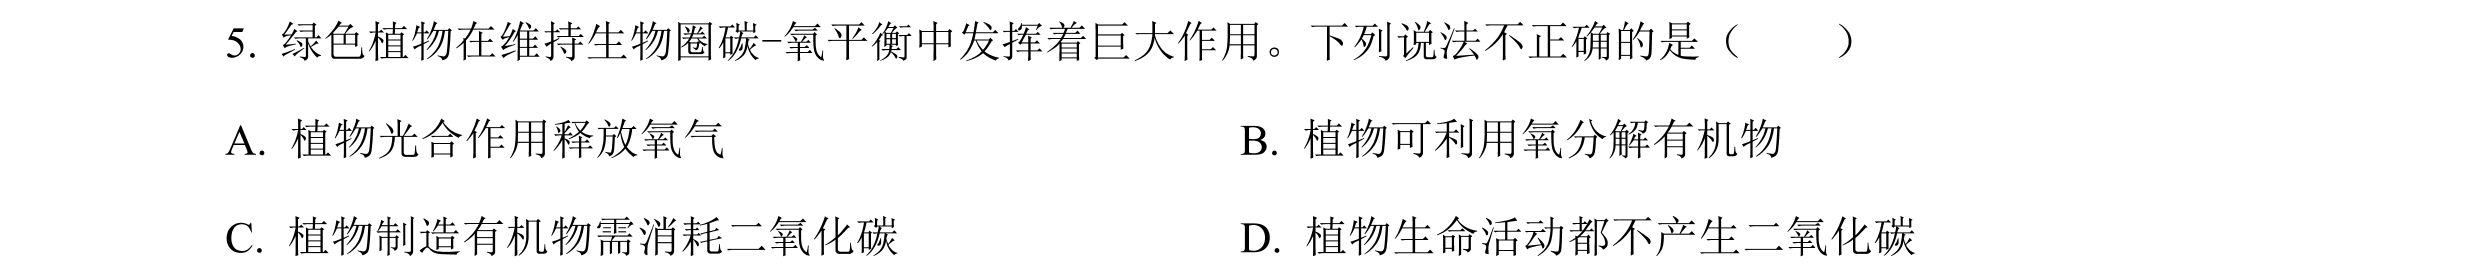 5. 绿色植物在维持生物圈碳-氧平衡中发挥着巨大作用。下列说法不正确的是（　　）
A. 植物光合作用释放氧气　　B. 植物可利用氧分解有机物
C. 植物制造有机物需消耗二氧化碳　　D. 植物生命活动都不产生二氧化碳